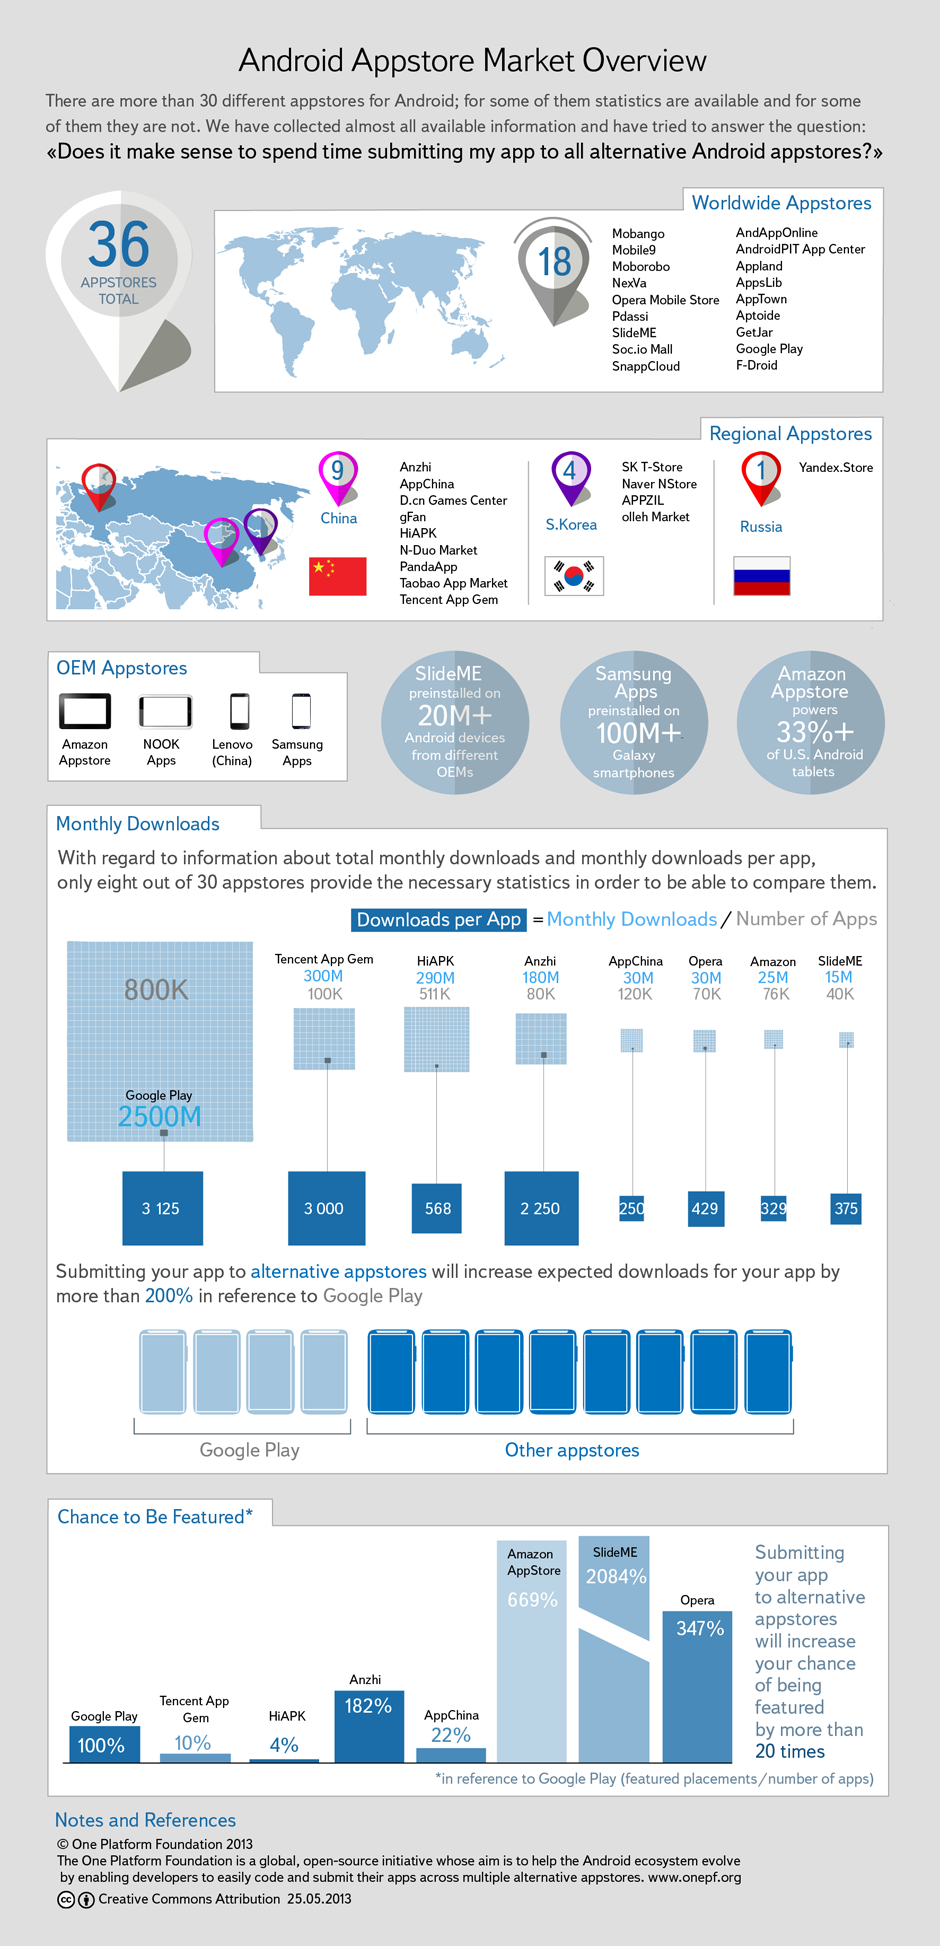 Android Appstore Market Overview
There are more than 30 different appstores for Android; for some of them statistics are available and for some
of them they are not. We have collected almost all available information and have tried to answer the question:
«Does it make sense to spend time submitting my app to all alternative Android appstores?»
36
APPSTORES
TOTAL
Worldwide Appstores
18
Mobango
Mobile9
Moborobo
NexVa
Opera Mobile Store
Pdassi
SlideME
Soc.io Mall
SnappCloud
AndAppOnline
AndroidPIT App Center
Appland
AppsLib
AppTown
Aptoide
GetJar
Google Play
F-Droid
Regional Appstores
9
China
Anzhi
AppChina
D.cn Games Center
gFan
HiAPK
N-Duo Market
PandaApp
Taobao App Market
Tencent App Gem
4
S.Korea
SK T-Store
Naver NStore
APPZIL
olleh Market
1
Russia
Yandex.Store
OEM Appstores
Amazon
Appstore
NOOK
Apps
Lenovo
(China)
Samsung
Apps
SlideME
preinstalled on
20M+
Android devices
from different
OEMs
Samsung
Apps
preinstalled on
100M+
Galaxy
smartphones
Amazon
Appstore
powers
33%+
of U.S. Android
tablets
Monthly Downloads
With regard to information about total monthly downloads and monthly downloads per app,
only eight out of 30 appstores provide the necessary statistics in order to be able to compare them.
Downloads per App = Monthly Downloads / Number of Apps
800K
Google Play
2500M
3 125
Tencent App Gem
300M
100K
3 000
HiAPK
290M
511K
568
Anzhi
180M
80K
2 250
AppChina
30M
120K
250
Opera
30M
70K
429
Amazon
25M
76K
329
SlideME
15M
40K
375
Submitting your app to alternative appstores will increase expected downloads for your app by
more than 200% in reference to Google Play
Google Play
Other appstores
Chance to Be Featured*
Google Play
100%
Tencent App
Gem
10%
HiAPK
4%
Anzhi
182%
AppChina
22%
Amazon
AppStore
669%
SlideME
2084%
Opera
347%
Submitting
your app
to alternative
appstores
will increase
your chance
of being
featured
by more than
20 times
*in reference to Google Play (featured placements/number of apps)
Notes and References
© One Platform Foundation 2013
The One Platform Foundation is a global, open-source initiative whose aim is to help the Android ecosystem evolve
by enabling developers to easily code and submit their apps across multiple alternative appstores. www.onepf.org
cc Creative Commons Attribution 25.05.2013